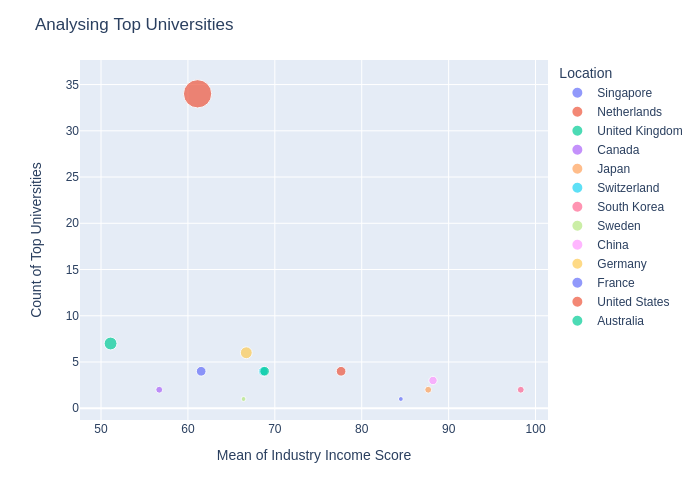 Analysing Top Universities
Count of Top Universities
35
30
25
20
15
10
5
0
50 60 70 80 90 100
Mean of Industry Income Score
Location
Singapore
Netherlands
United Kingdom
Canada
Japan
Switzerland
South Korea
Sweden
China
Germany
France
United States
Australia